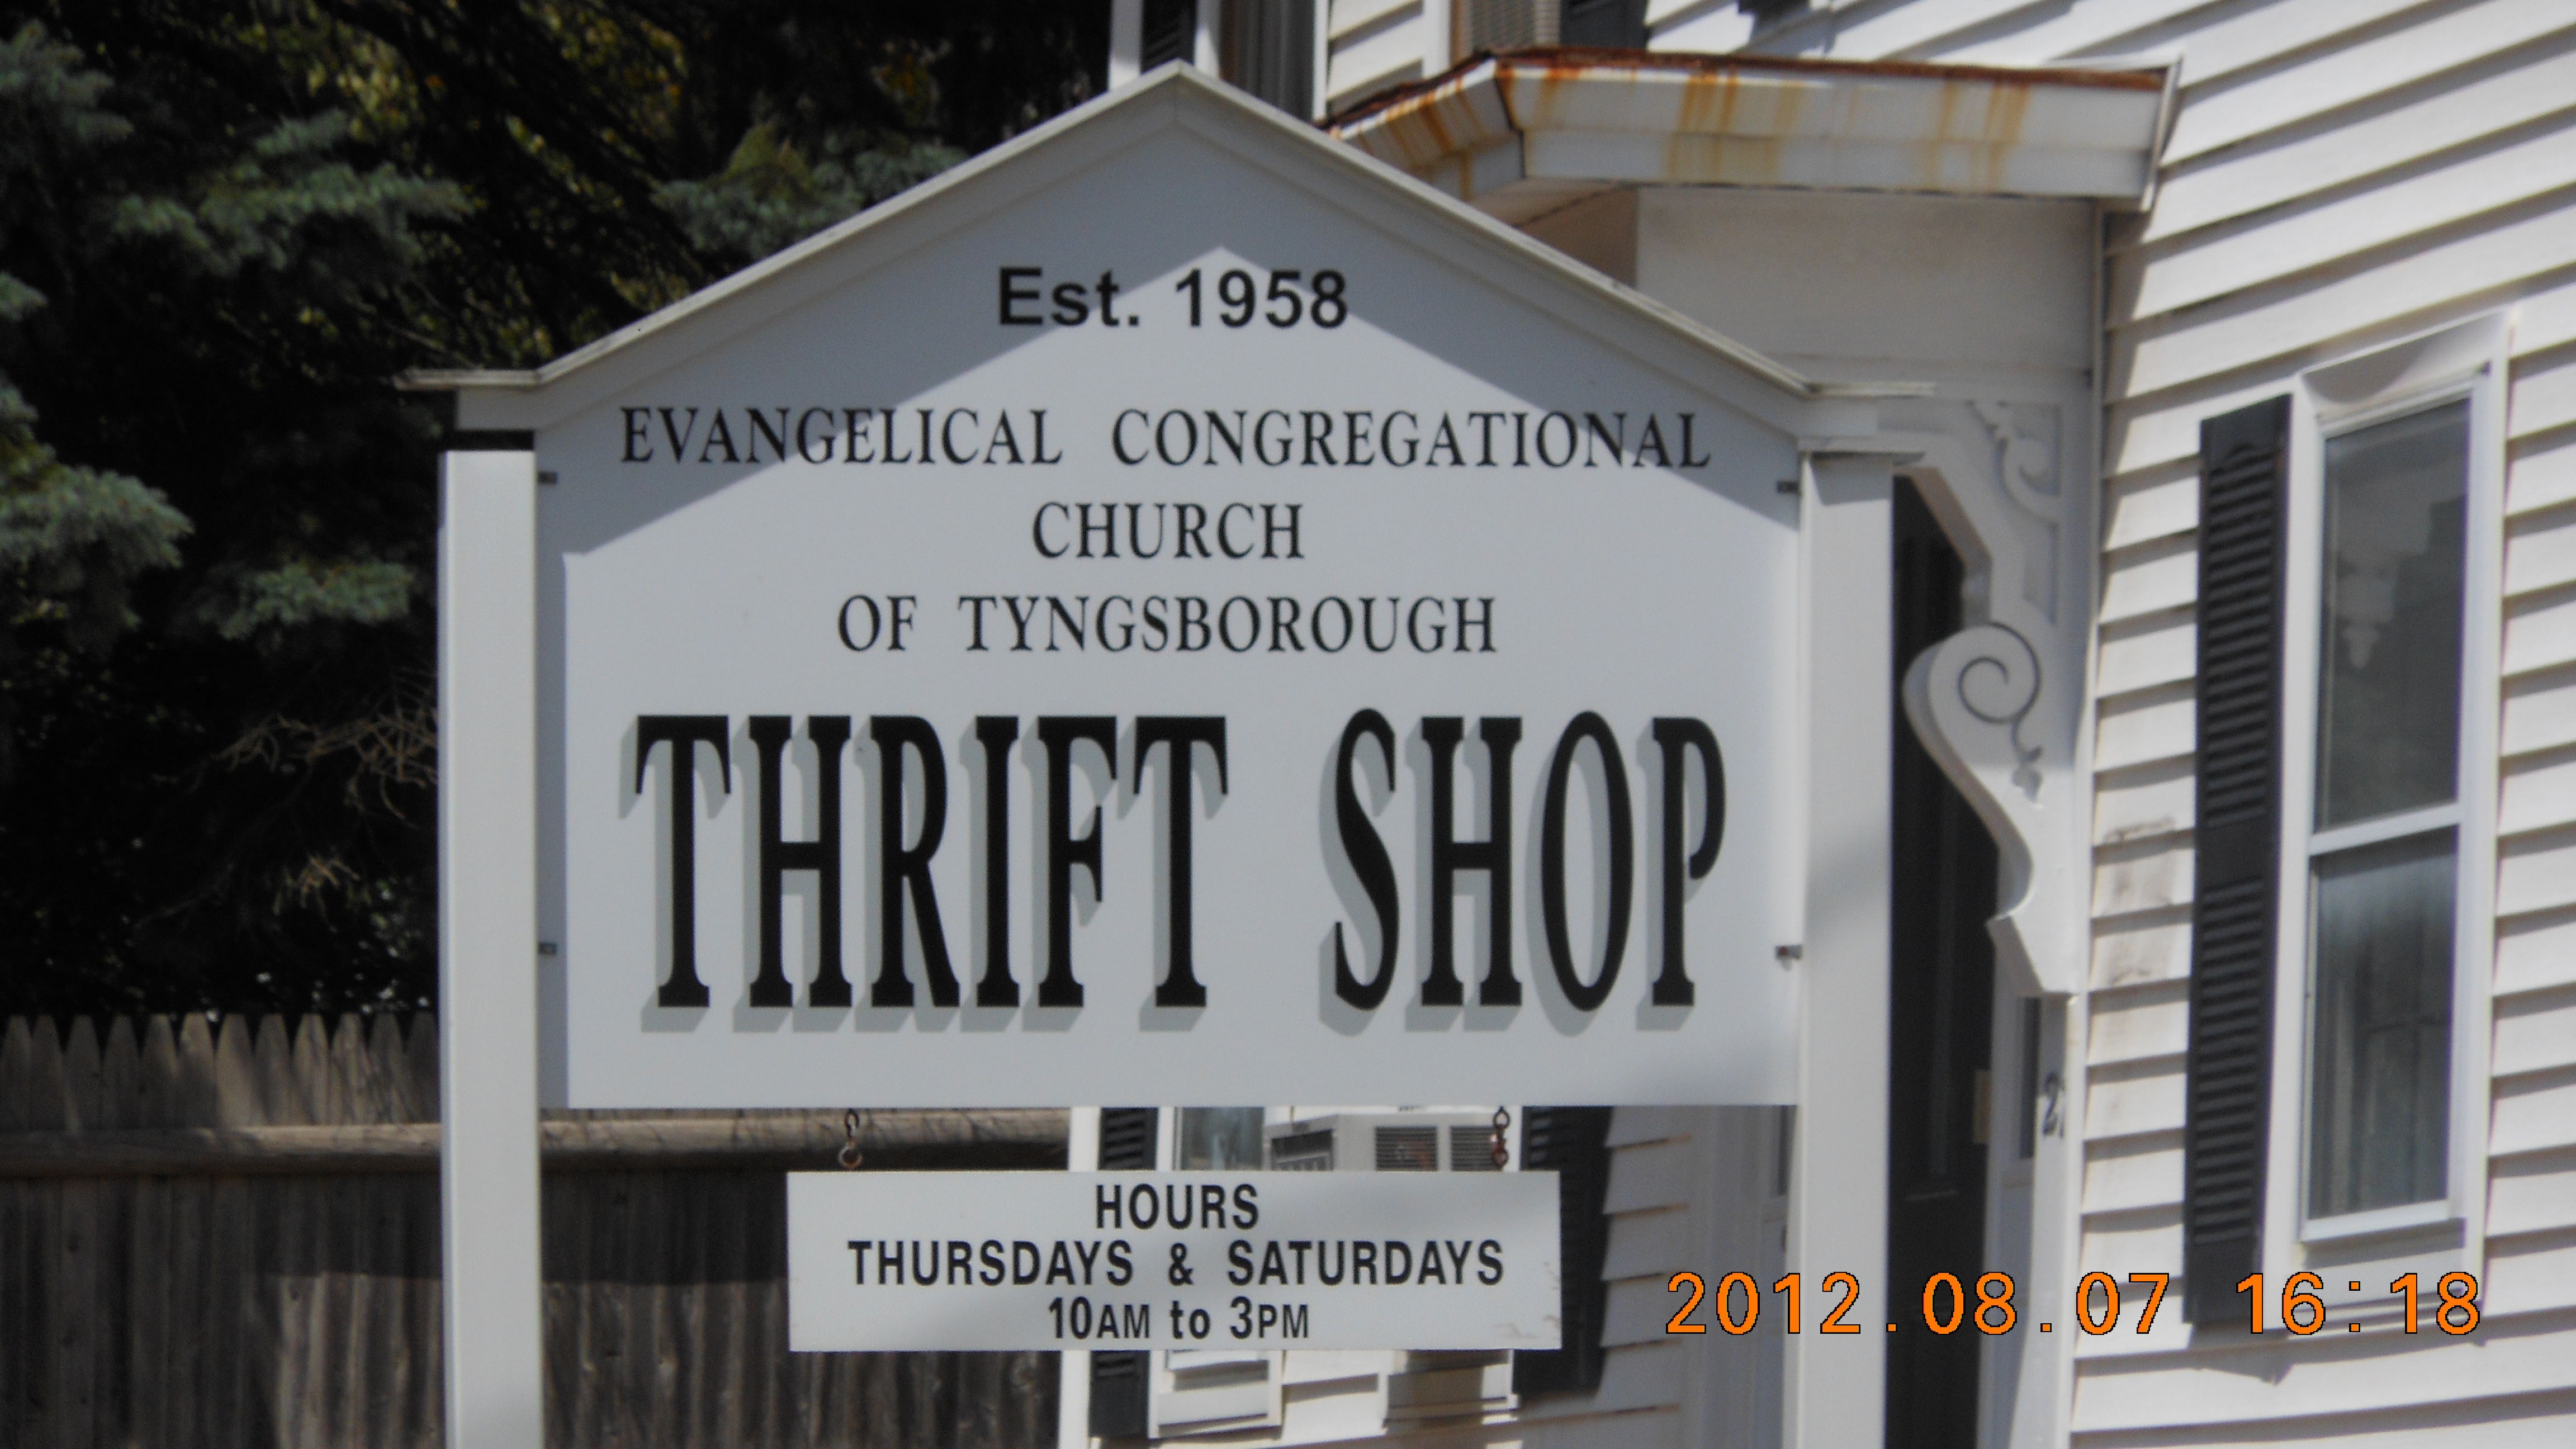 Est. 1958
EVANGELICAL CONGREGATIONAL
CHURCH
OF TYNGSBOROUGH
THRIFT SHOP
HOURS
THURSDAYS & SATURDAYS
10AM to 3PM
2012.08.07 16:18